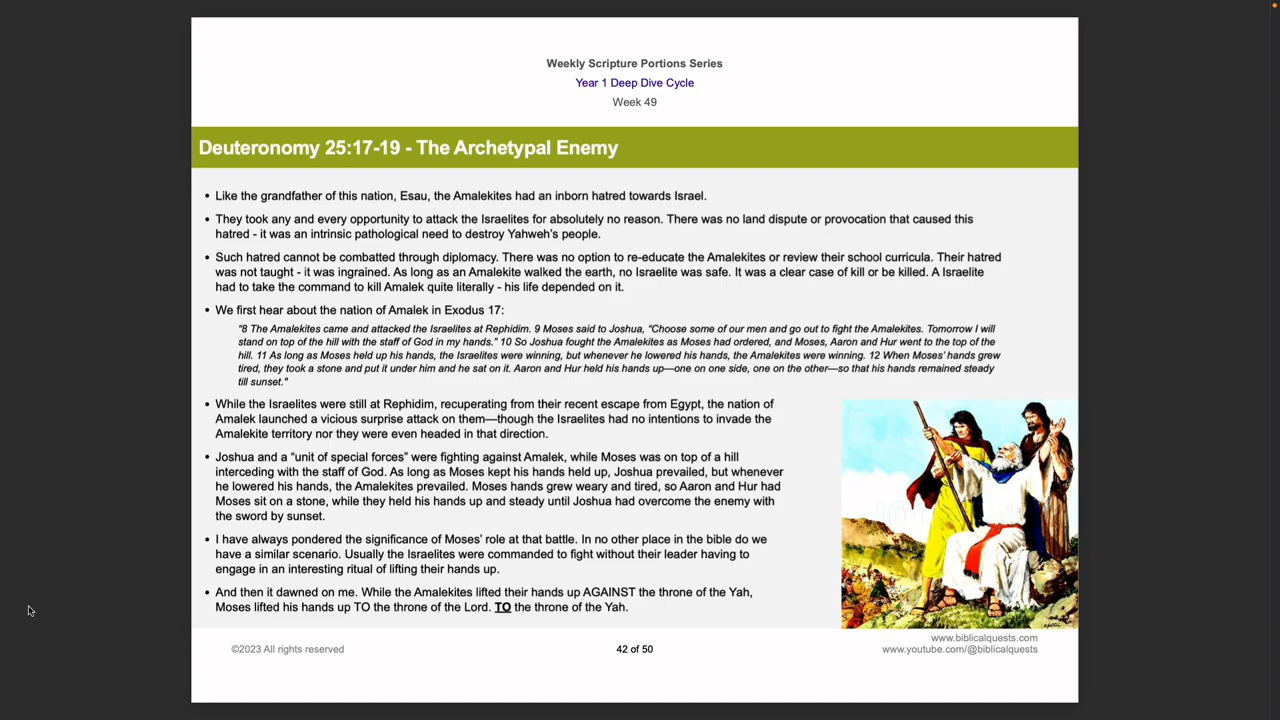 Weekly Scripture Portions Series
Year 1 Deep Dive Cycle
Week 49
Deuteronomy 25:17-19 - The Archetypal Enemy
• Like the grandfather of this nation, Esau, the Amalekites had an inborn hatred towards Israel.
• They took any and every opportunity to attack the Israelites for absolutely no reason. There was no land dispute or provocation that caused this
hatred - it was an intrinsic pathological need to destroy Yahweh's people.
• Such hatred cannot be combatted through diplomacy. There was no option to re-educate the Amalekites or review their school curricula. Their hatred
was not taught - it was ingrained. As long as an Amalekite walked the earth, no Israelite was safe. It was a clear case of kill or be killed. A Israelite
had to take the command to kill Amalek quite literally - his life depended on it.
• We first hear about the nation of Amalek in Exodus 17:
"8 The Amalekites came and attacked the Israelites at Rephidim. 9 Moses said to Joshua, "Choose some of our men and go out to fight the Amalekites. Tomorrow I will
stand on top of the hill with the staff of God in my hands." 10 So Joshua fought the Amalekites as Moses had ordered, and Moses, Aaron and Hur went to the top of the
hill. 11 As long as Moses held up his hands, the Israelites were winning, but whenever he lowered his hands, the Amalekites were winning. 12 When Moses' hands grew
tired, they took a stone and put it under him and he sat on it. Aaron and Hur held his hands up—one on one side, one on the other—so that his hands remained steady
till sunset."
• While the Israelites were still at Rephidim, recuperating from their recent escape from Egypt, the nation of
Amalek launched a vicious surprise attack on them—though the Israelites had no intentions to invade the
Amalekite territory nor they were even headed in that direction.
• Joshua and a "unit of special forces" were fighting against Amalek, while Moses was on top of a hill
interceding with the staff of God. As long as Moses kept his hands held up, Joshua prevailed, but whenever
he lowered his hands, the Amalekites prevailed. Moses hands grew weary and tired, so Aaron and Hur had
Moses sit on a stone, while they held his hands up and steady until Joshua had overcome the enemy with
the sword by sunset.
• I have always pondered the significance of Moses' role at that battle. In no other place in the bible do we
have a similar scenario. Usually the Israelites were commanded to fight without their leader having to
engage in an interesting ritual of lifting their hands up.
• And then it dawned on me. While the Amalekites lifted their hands up AGAINST the throne of the Yah,
Moses lifted his hands up TO the throne of the Lord. TO the throne of the Yah.
©2023 All rights reserved
42 of 50
www.biblicalquests.com
www.youtube.com/@biblicalquests